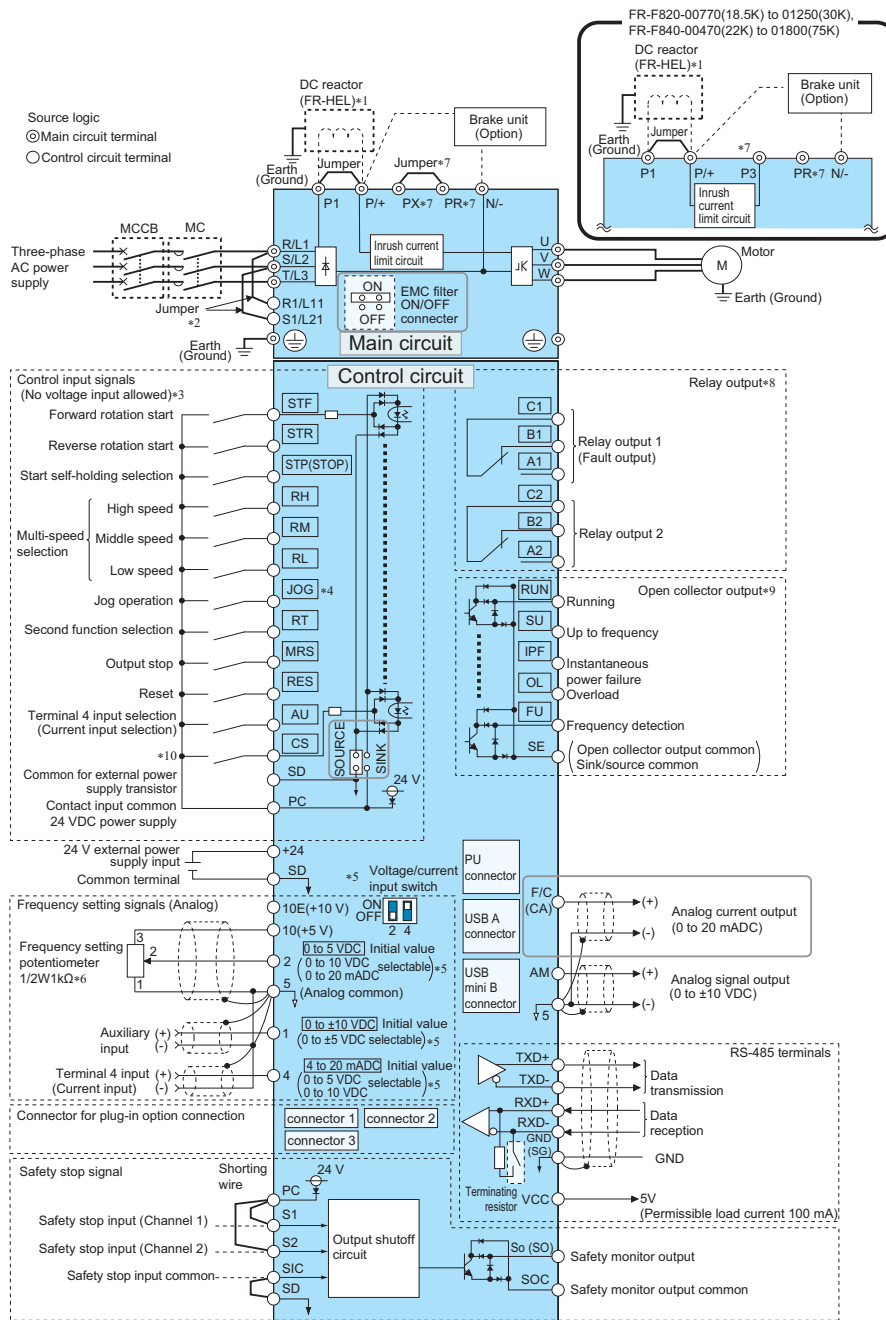 FR-F820-00770(18.5K) to 01250(30K),
FR-F840-00470(22K) to 01800(75K)
DC reactor
(FR-HEL)*1
Brake unit
(Option)
Earth
(Ground)
Jumper
*7
P1
P/+
P3
PR*7
N/-
Inrush
current
limit circuit
Source logic
Main circuit terminal
Control circuit terminal
DC reactor
(FR-HEL)*1
Brake unit
(Option)
Earth
(Ground)
Jumper
Jumper*7
P1
P/+
PX*7
PR*7
N/-
MCCB
MC
Three-phase
AC power
supply
R/L1
S/L2
T/L3
R1/L11
S1/L21
Jumper
*2
Earth
(Ground)
Inrush current
limit circuit
ON
OFF
EMC filter
ON/OFF
connecter
U
V
W
Motor
M
Earth (Ground)
Main circuit
Control circuit
Control input signals
(No voltage input allowed)*3
Forward rotation start
STF
Reverse rotation start
STR
Start self-holding selection
STP(STOP)
Multi-speed
selection
High speed
RH
Middle speed
RM
Low speed
RL
Jog operation
JOG *4
Second function selection
RT
Output stop
MRS
Reset
RES
Terminal 4 input selection
(Current input selection)
AU
*10
CS
SOURCE
SINK
Common for external power
supply transistor
SD
24 V
Contact input common
24 VDC power supply
PC
Relay output*8
C1
B1
A1
Relay output 1
(Fault output)
C2
B2
A2
Relay output 2
Open collector output*9
RUN
Running
SU
Up to frequency
IPF
Instantaneous
power failure
OL
Overload
FU
Frequency detection
SE
Open collector output common
Sink/source common
24 V external power
supply input
+24
Common terminal
SD
Frequency setting signals (Analog)
*5
Voltage/current
input switch
ON
OFF
2 4
10E(+10 V)
10(+5 V)
Frequency setting
potentiometer
1/2W1kΩ*6
3
2
1
2
0 to 5 VDC Initial value
0 to 10 VDC
0 to 20 mADC
selectable
*5
5
(Analog common)
Auxiliary
input
(+)
(-)
1
0 to ±10 VDC Initial value
(0 to ±5 VDC selectable)*5
Terminal 4 input
(Current input)
(+)
(-)
4
4 to 20 mADC Initial value
0 to 5 VDC
0 to 10 VDC
selectable
*5
PU
connector
USB A
connector
USB
mini B
connector
F/C
(CA)
(+)
(-)
Analog current output
(0 to 20 mADC)
AM
5
(+)
(-)
Analog signal output
(0 to ±10 VDC)
RS-485 terminals
TXD+
TXD-
Data
transmission
RXD+
RXD-
Data
reception
GND
(SG)
GND
Terminating
resistor
VCC
5V
(Permissible load current 100 mA)
Connector for plug-in option connection
connector 1
connector 2
connector 3
Safety stop signal
Shorting
wire
24 V
PC
S1
Safety stop input (Channel 1)
S2
Safety stop input (Channel 2)
SIC
Safety stop input common
SD
Output shutoff
circuit
So (SO)
Safety monitor output
SOC
Safety monitor output common